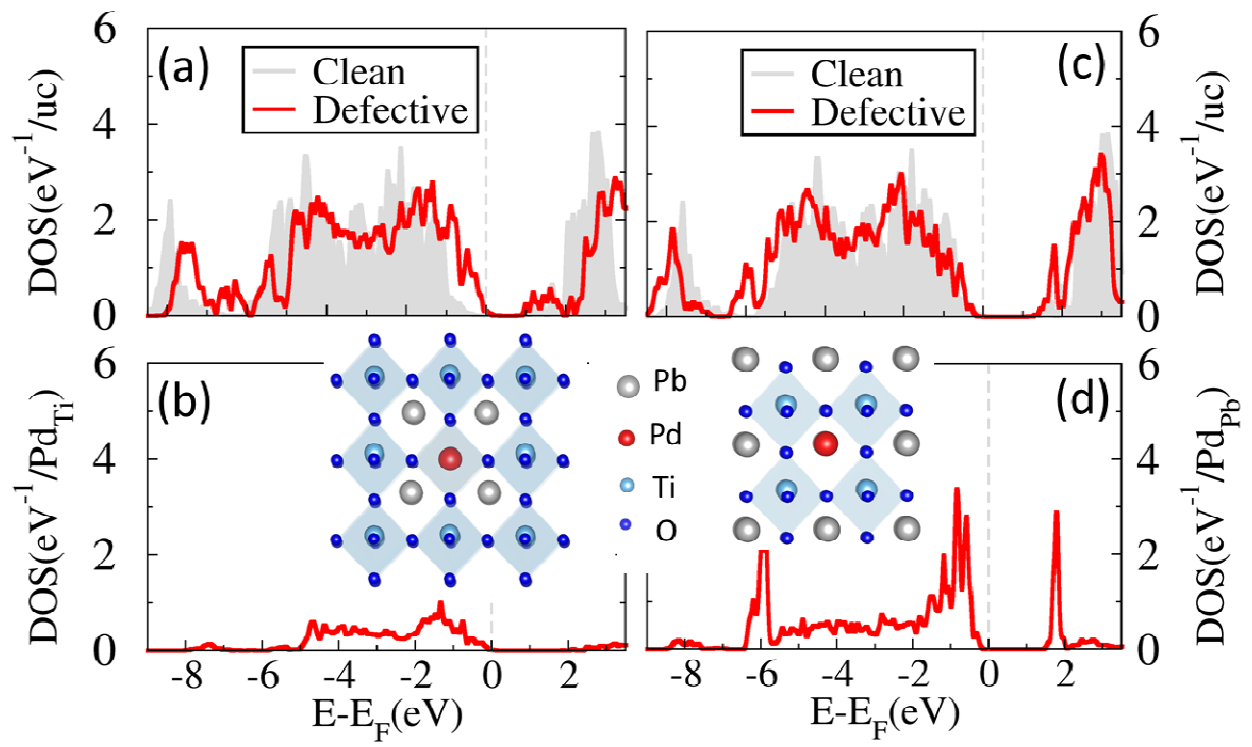 6
(a)
Clean
Defective
4
2
0
DOS(eV⁻¹/uc)
(c)
Clean
Defective
6
4
2
0
DOS(eV⁻¹/uc)
6
(b)
4
2
0
DOS(eV⁻¹/Pd_Ti)
-8 -6 -4 -2 0 2
E-E_F(eV)
Pb
Pd
Ti
O
(d)
6
4
2
0
DOS(eV⁻¹/Pd_Pb)
-8 -6 -4 -2 0 2
E-E_F(eV)